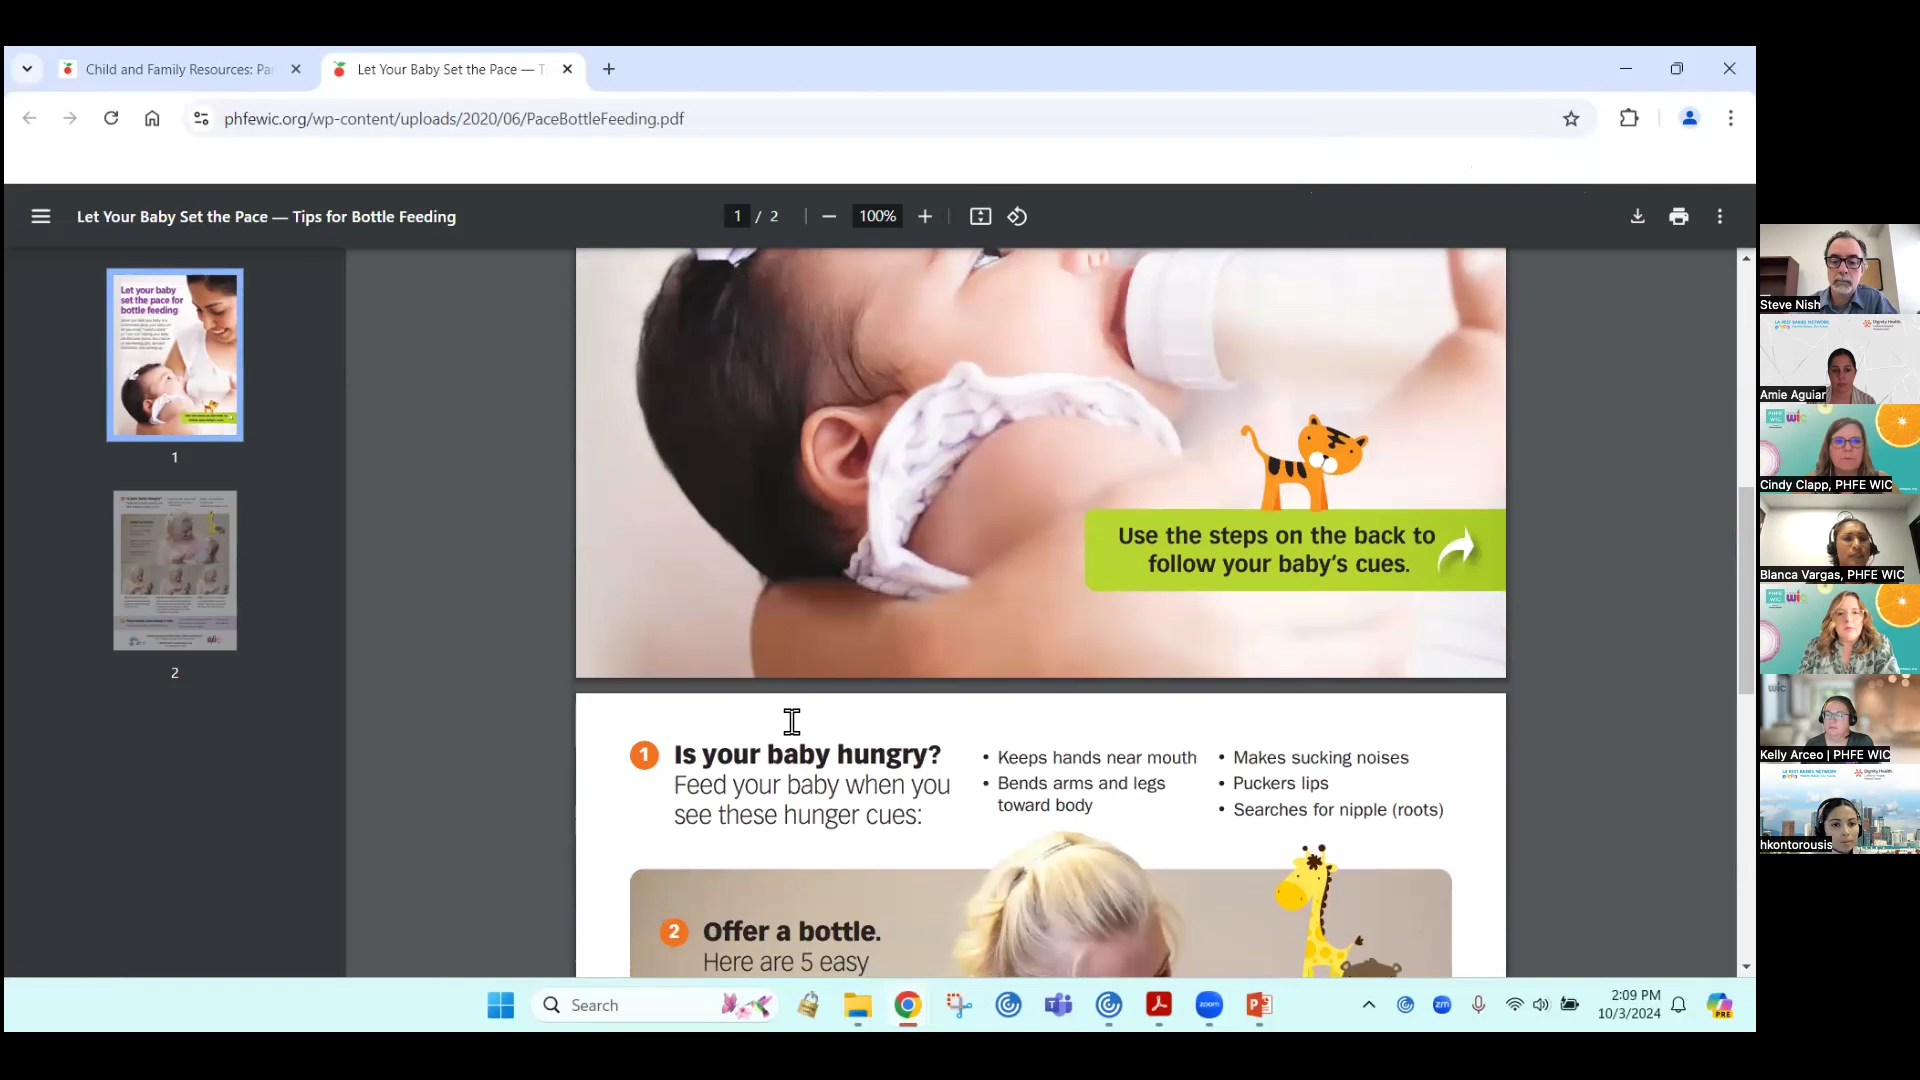 Child and Family Resources: Par
Let Your Baby Set the Pace — T
phfewic.org/wp-content/uploads/2020/06/PaceBottleFeeding.pdf
Let Your Baby Set the Pace — Tips for Bottle Feeding
1 / 2
100%
Let your baby
set the pace for
bottle feeding
1
2
Use the steps on the back to
follow your baby's cues.
1 Is your baby hungry?
Feed your baby when you
see these hunger cues:
• Keeps hands near mouth
• Bends arms and legs
toward body
• Makes sucking noises
• Puckers lips
• Searches for nipple (roots)
2 Offer a bottle.
Here are 5 easy
Steve Nish
Amie Aguiar
Cindy Clapp, PHFE WIC
Blanca Vargas, PHFE WIC
Kelly Arceo | PHFE WIC
hkontorousis
Search
zoom
zm
2:09 PM
10/3/2024
PRE